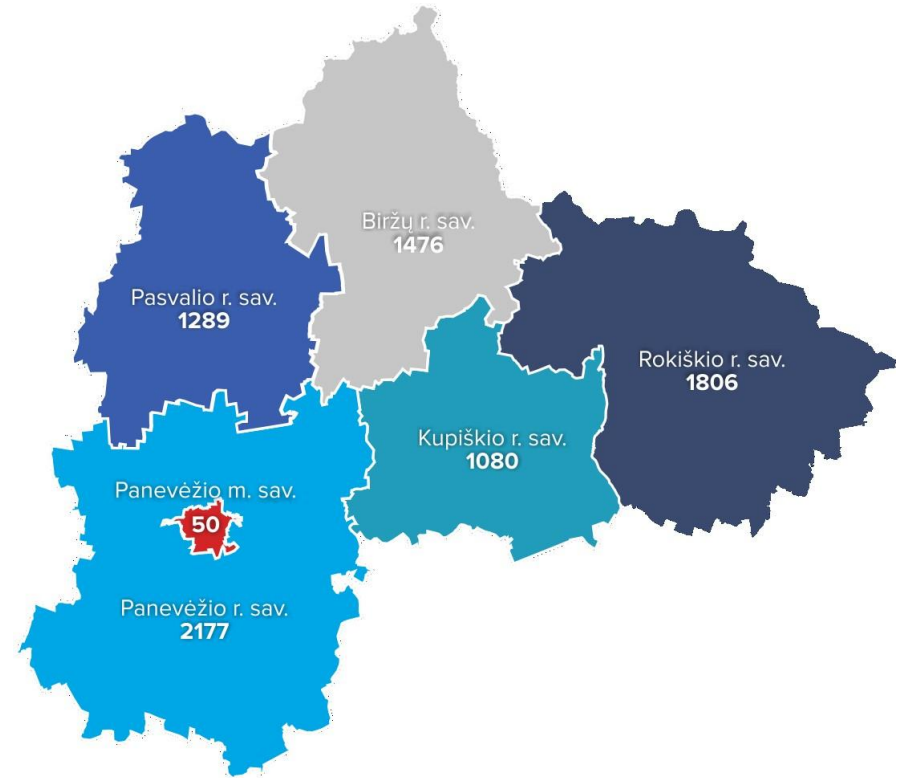 Biržų r. sav.
1476
Pasvalio r. sav.
1289
Rokiškio r. sav.
1806
Kupiškio r. sav.
1080
Panevėžio m. sav.
50
Panevėžio r. sav.
2177